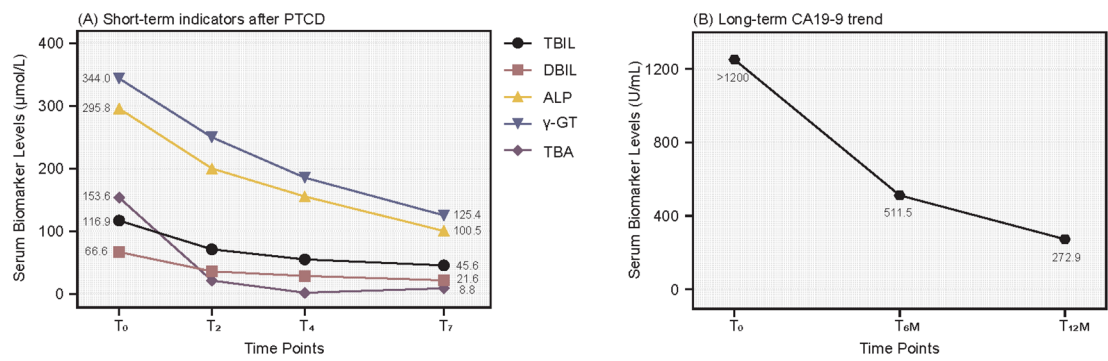 (A) Short-term indicators after PTCD
Serum Biomarker Levels (μmol/L)
400
300
200
100
0
344.0
295.8
153.6
116.9
66.6
125.4
100.5
45.6
21.6
8.8
T₀
T₂
T₄
T₇
Time Points
TBIL
DBIL
ALP
γ-GT
TBA
(B) Long-term CA19-9 trend
Serum Biomarker Levels (U/mL)
1200
800
400
0
>1200
511.5
272.9
T₀
T₆M
T₁₂M
Time Points